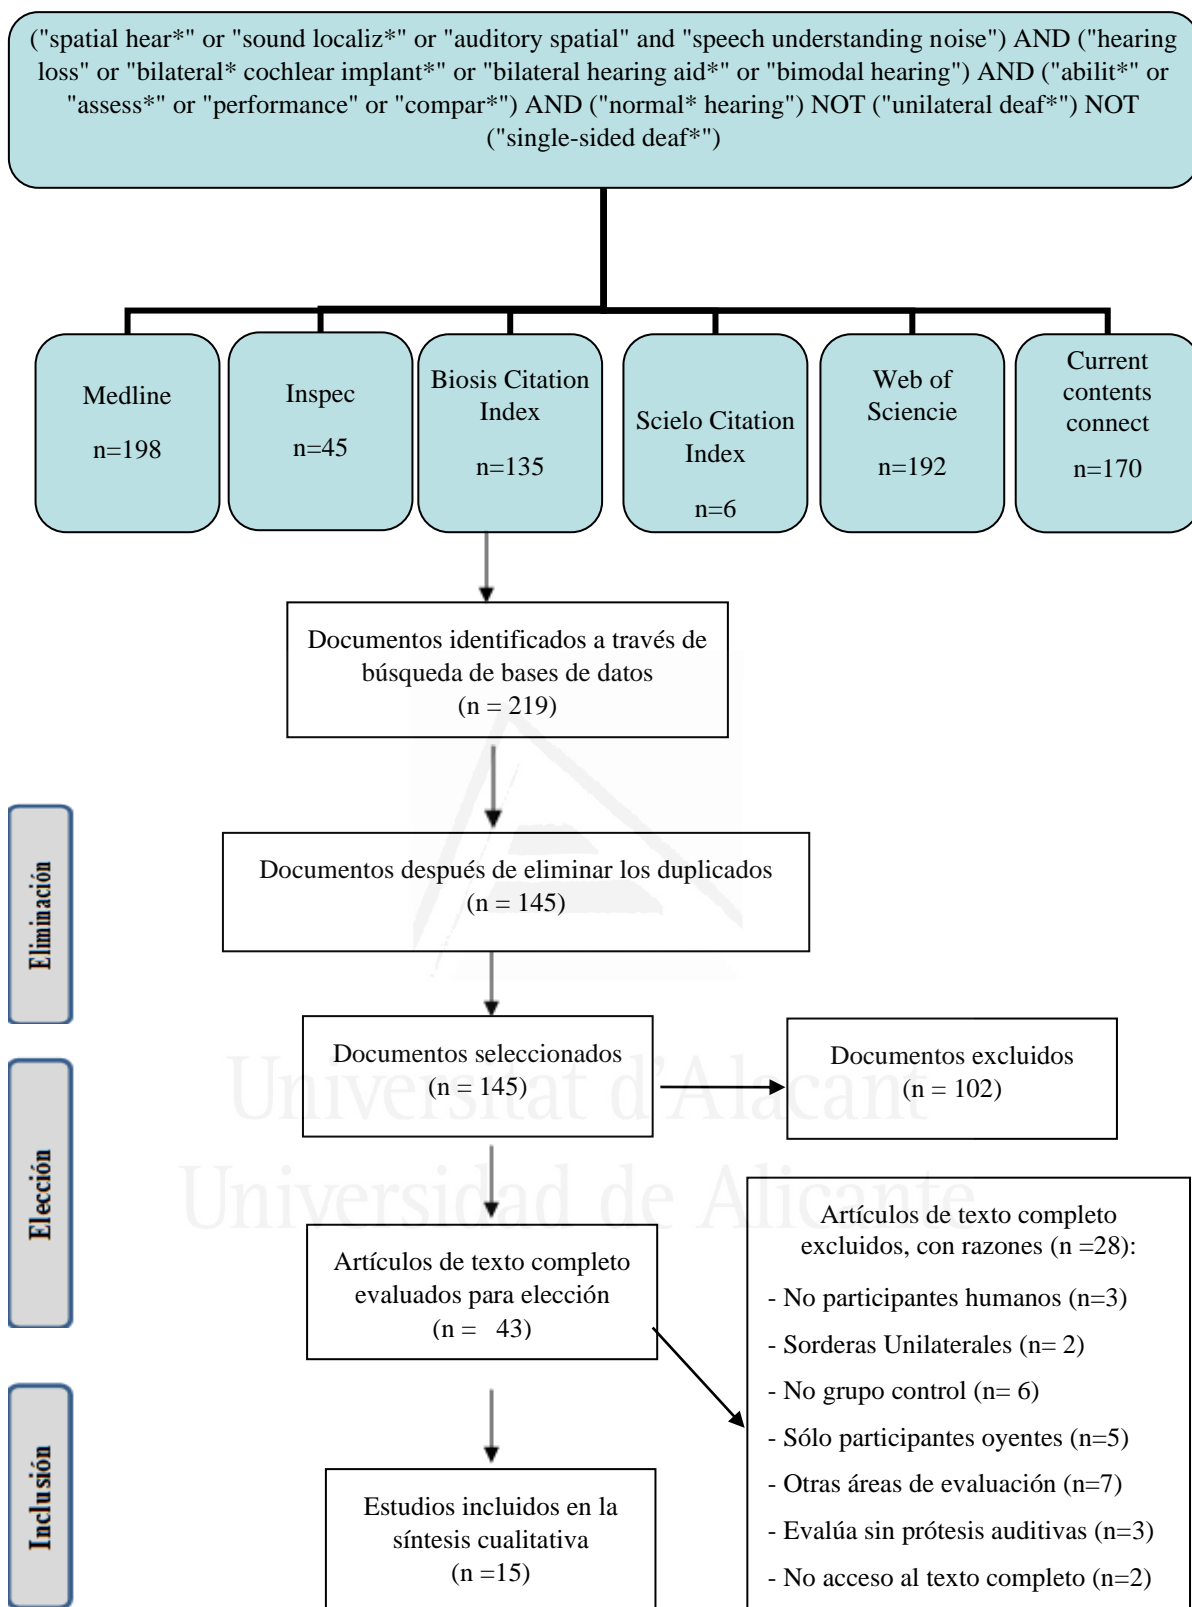 ("spatial hear*" or "sound localiz*" or "auditory spatial" and "speech understanding noise") AND ("hearing
loss" or "bilateral* cochlear implant*" or "bilateral hearing aid*" or "bimodal hearing") AND ("abilit*" or
"assess*" or "performance" or "compar*") AND ("normal* hearing") NOT ("unilateral deaf*") NOT
("single-sided deaf*")
Medline
n=198
Inspec
n=45
Biosis Citation
Index
n=135
Scielo Citation
Index
n=6
Web of
Sciencie
n=192
Current
contents
connect
n=170
Documentos identificados a través de
búsqueda de bases de datos
(n = 219)
Eliminación
Documentos después de eliminar los duplicados
(n = 145)
Documentos seleccionados
(n = 145)
Documentos excluidos
(n = 102)
Universitat d'Alacant
Universidad de Alicante
Elección
Artículos de texto completo
evaluados para elección
(n = 43)
Artículos de texto completo
excluidos, con razones (n =28):
- No participantes humanos (n=3)
- Sorderas Unilaterales (n= 2)
- No grupo control (n= 6)
- Sólo participantes oyentes (n=5)
- Otras áreas de evaluación (n=7)
- Evalúa sin prótesis auditivas (n=3)
- No acceso al texto completo (n=2)
Inclusión
Estudios incluidos en la
síntesis cualitativa
(n =15)